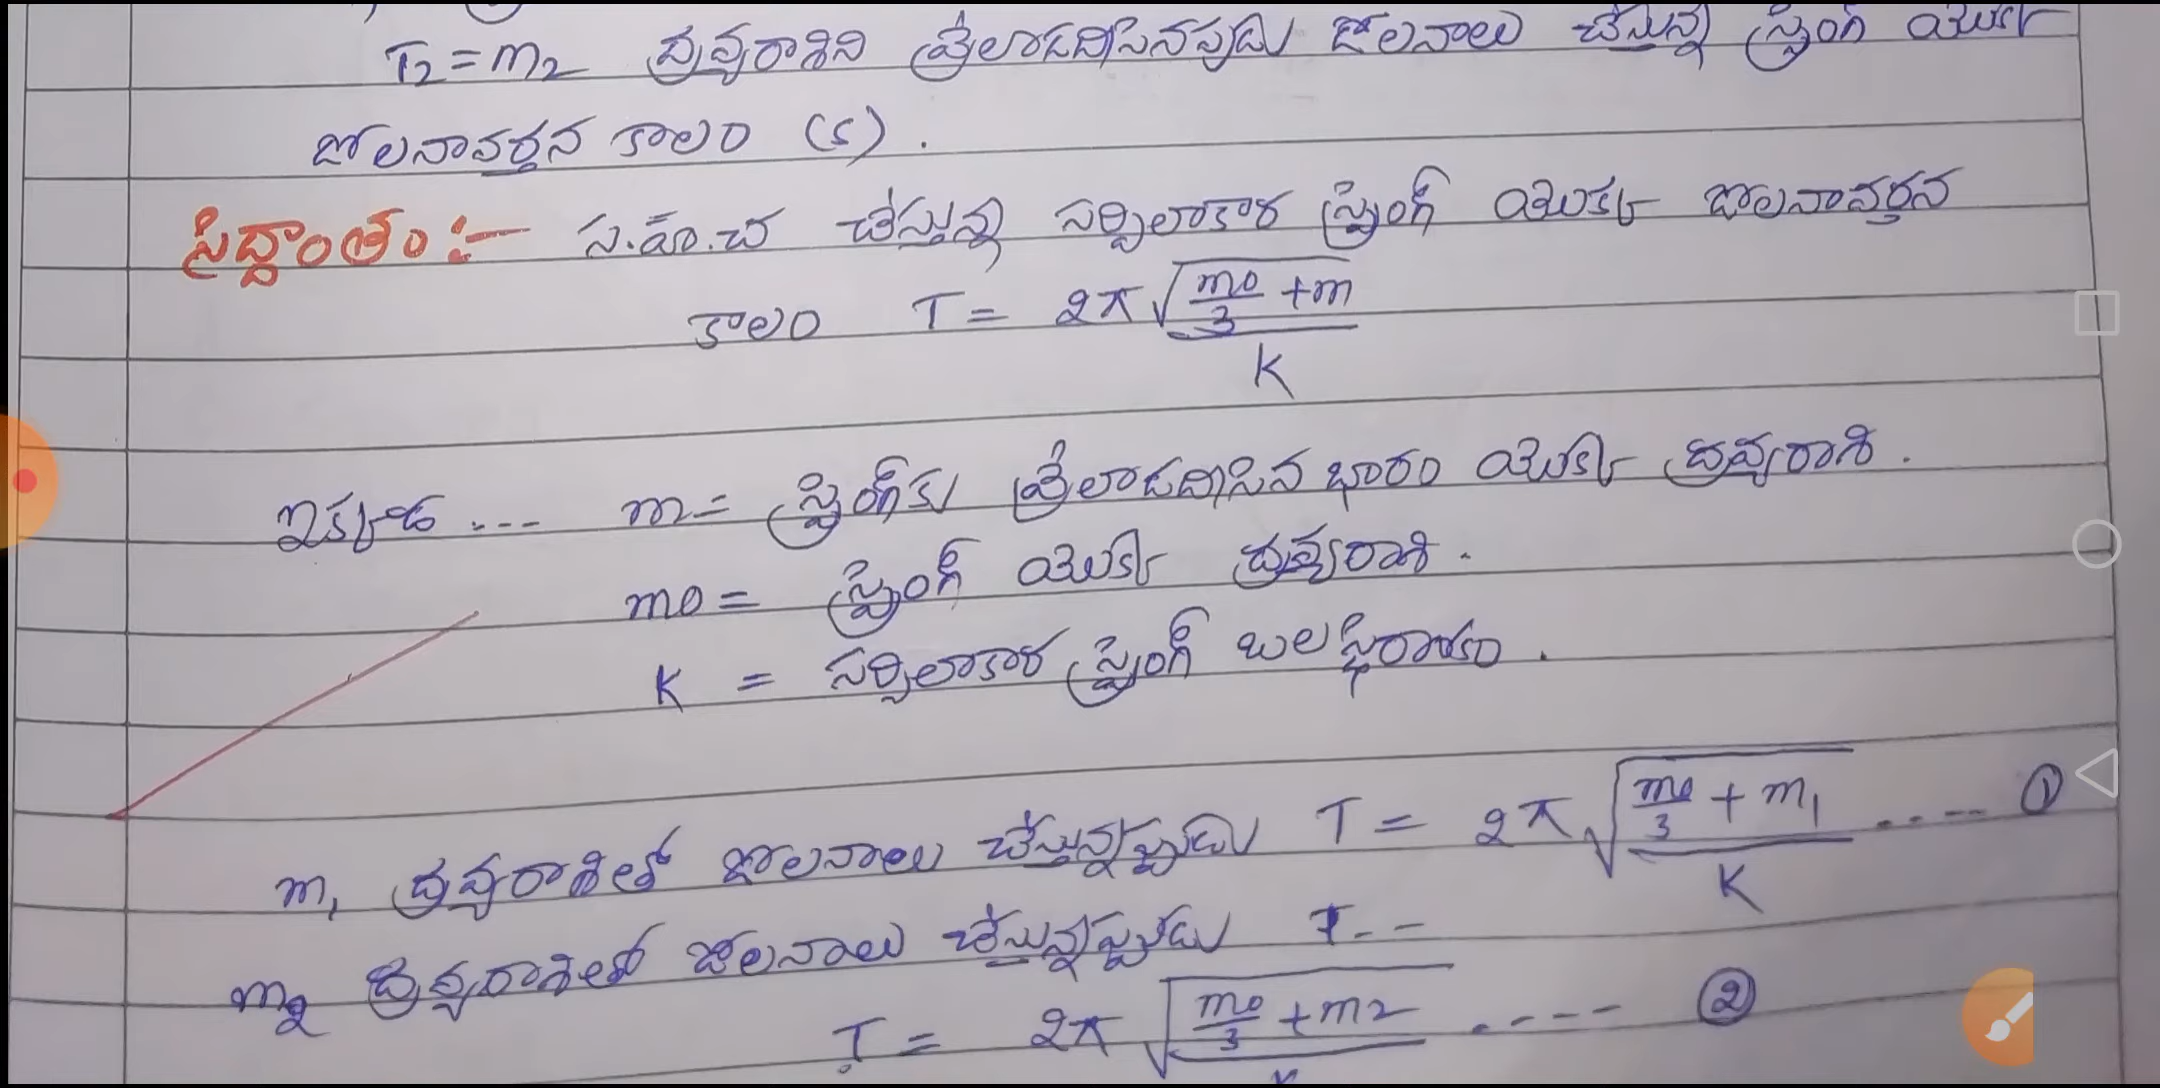 T₂ = m₂ ద్రవ్యరాశిని వ్రేలాడదీసినప్పుడు డోలనాలు చేస్తున్న స్ప్రింగ్ యొక్క
డోలనావర్తన కాలం (s).
సిద్ధాంతం :- స.హా.చ చేస్తున్న సర్పిలాకార స్ప్రింగ్ యొక్క డోలనావర్తన
కాలం T = 2π√((m0/3 + m)/K)
ఇక్కడ ... m = స్ప్రింగ్‌కు వ్రేలాడదీసిన భారం యొక్క ద్రవ్యరాశి.
m0 = స్ప్రింగ్ యొక్క ద్రవ్యరాశి.
K = సర్పిలాకార స్ప్రింగ్ బల స్థిరాంకం.
m₁ ద్రవ్యరాశితో డోలనాలు చేస్తున్నప్పుడు T = 2π√((m0/3 + m₁)/K) .... ①
m₂ ద్రవ్యరాశితో డోలనాలు చేస్తున్నప్పుడు T--
T = 2π√((m0/3 + m2)/K) ..... ②